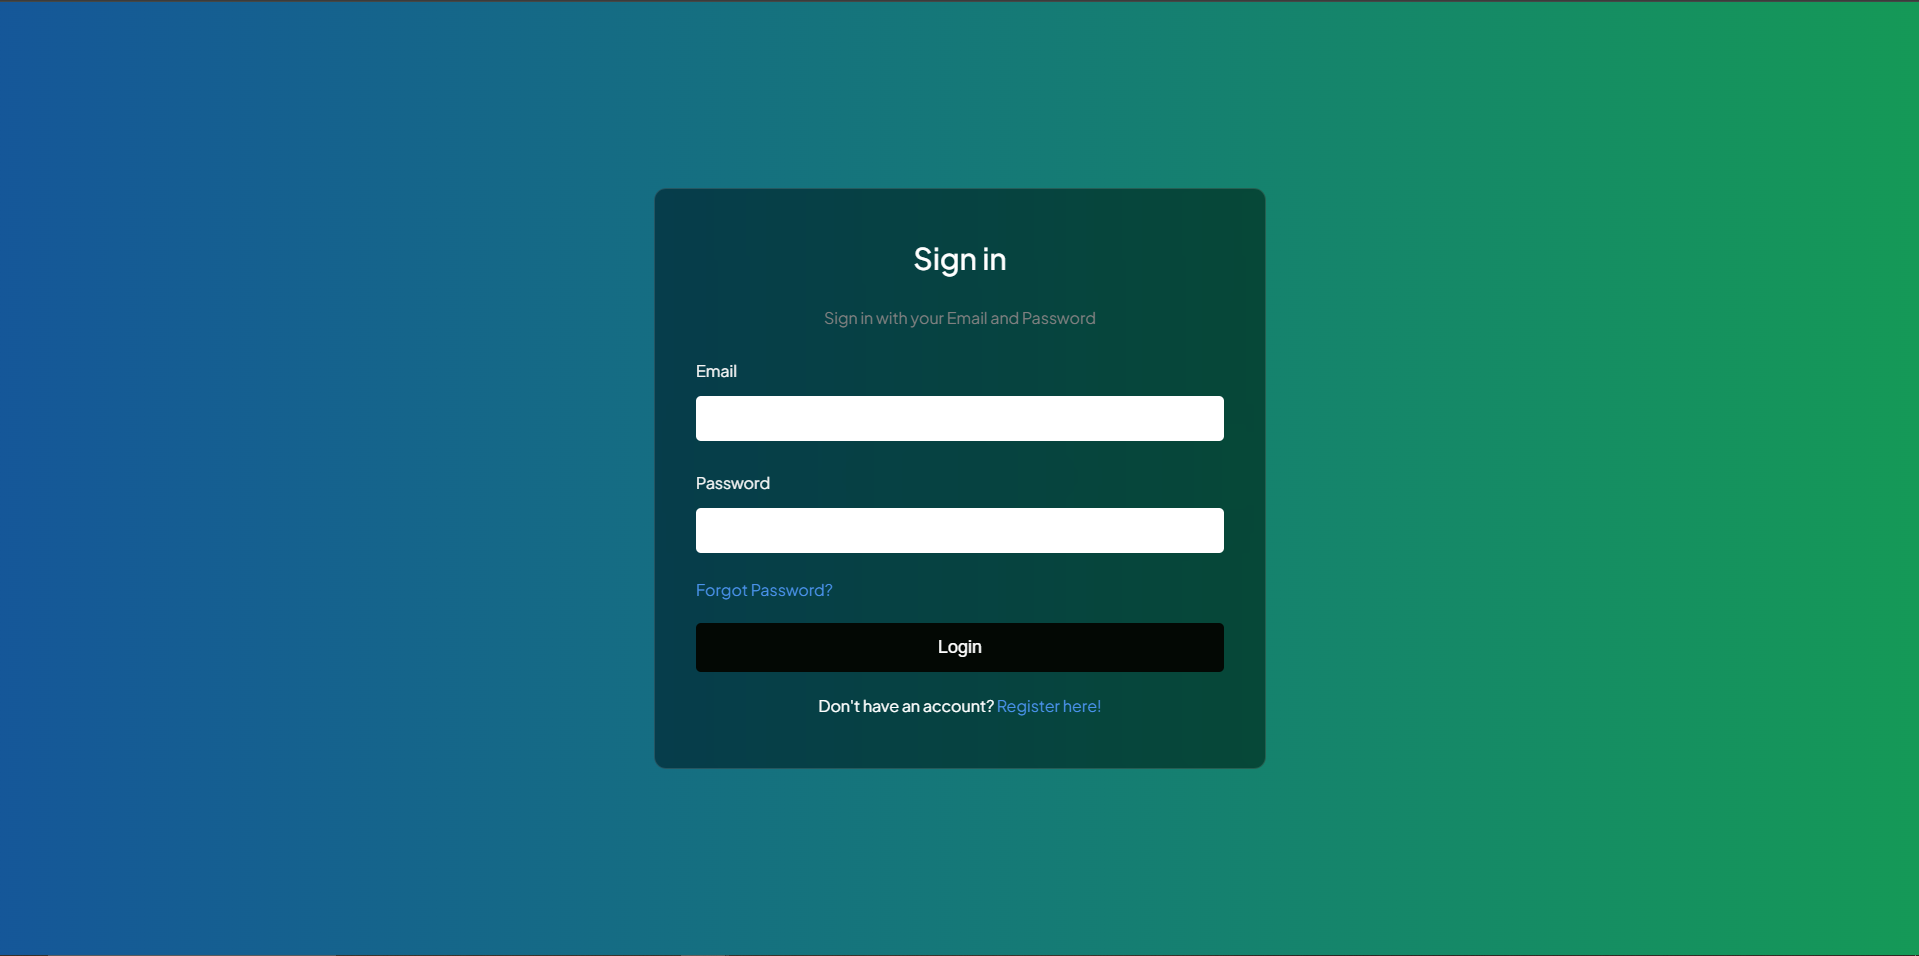 Sign in
Sign in with your Email and Password
Email
Password
Forgot Password?
Login
Don't have an account? Register here!